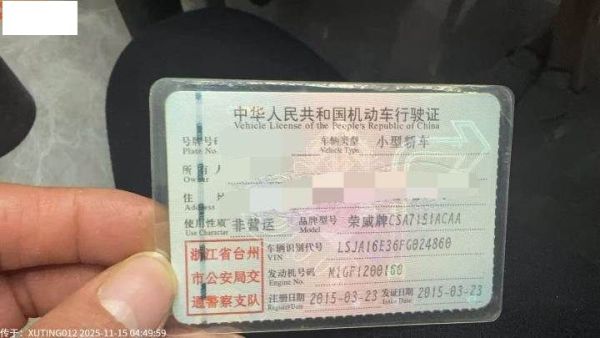 中华人民共和国机动车行驶证
Vehicle License of the People's Republic of China
号牌号码
Plate No.
车辆类型 小型轿车
Vehicle Type
所有人
Owner
住
Address
使用性质 非营运
Use Character
品牌型号 荣威牌CSA7151ACAA
Model
浙江省台州
市公安局交
通警察支队
车辆识别代号 LSJA16E36FG024860
VIN
发动机号码
Engine No.
注册日期 2015-03-23
Register Date
发证日期 2015-03-23
Issue Date
传于：XUTING012 2025-11-15 04:49:59